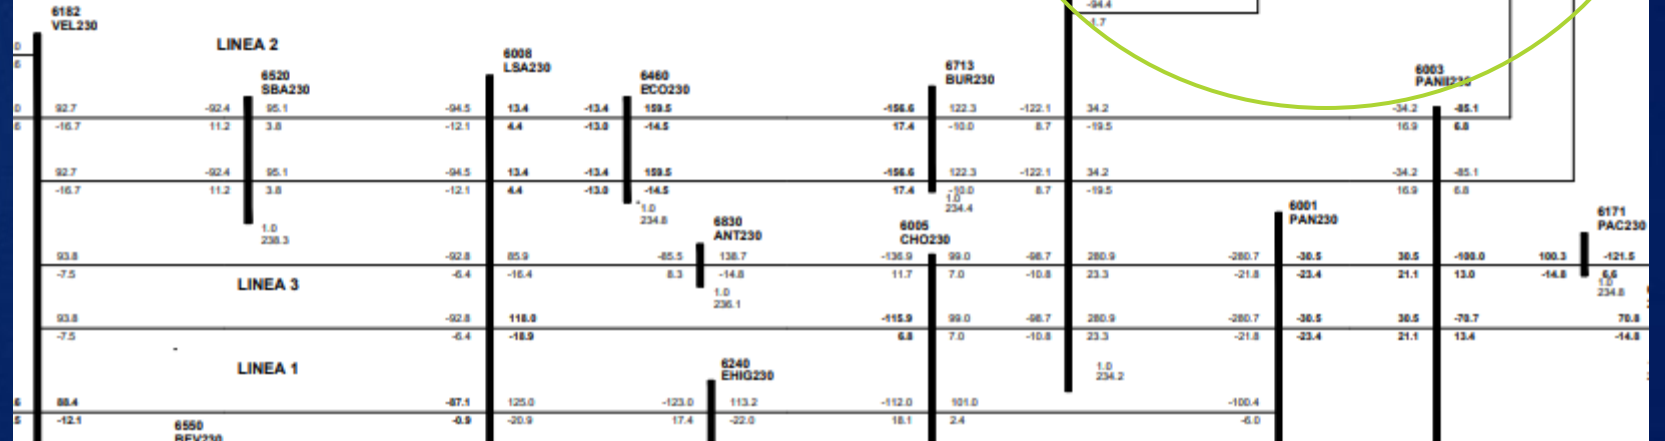 -94.4
1.7
6182
VEL230
LINEA 2
6008
LSA230
6520
SBA230
6460
ECO230
6713
BUR230
6003
PANII230
92.7 -92.4 95.1 -94.5 13.4 -13.4 159.5 -156.6 122.3 -122.1 34.2 -34.2 -85.1
-16.7 11.2 3.8 -12.1 4.4 -13.0 -14.5 17.4 -10.0 8.7 -19.5 16.9 6.8
92.7 -92.4 95.1 -94.5 13.4 -13.4 159.5 -156.6 122.3 -122.1 34.2 -34.2 -85.1
-16.7 11.2 3.8 -12.1 4.4 -13.0 -14.5 17.4 -10.0 8.7 -19.5 16.9 6.8
1.0
238.3
1.0
234.8
1.0
234.4
6830
ANT230
6005
CHO230
6001
PAN230
6171
PAC230
93.8 -92.8 85.9 -85.5 138.7 -136.9 99.0 -98.7 280.9 -280.7 -30.5 30.5 -100.0 100.3 -121.5
-7.5 -6.4 -16.4 8.3 -14.8 11.7 7.0 -10.8 23.3 -21.8 -23.4 21.1 13.0 -14.8 6.6
1.0
236.1
1.0
234.8
LINEA 3
93.8 -92.8 118.0 -115.9 99.0 -98.7 280.9 -280.7 -30.5 30.5 -70.7 70.8
-7.5 -6.4 -18.9 6.8 7.0 -10.8 23.3 -21.8 -23.4 21.1 13.4 -14.8
LINEA 1
6240
EHIG230
1.0
234.2
88.4 -87.1 125.0 -123.0 113.2 -112.0 101.0 -100.4
-12.1 -0.9 -20.9 17.4 -22.0 18.1 2.4 -6.0
6550
BEV230